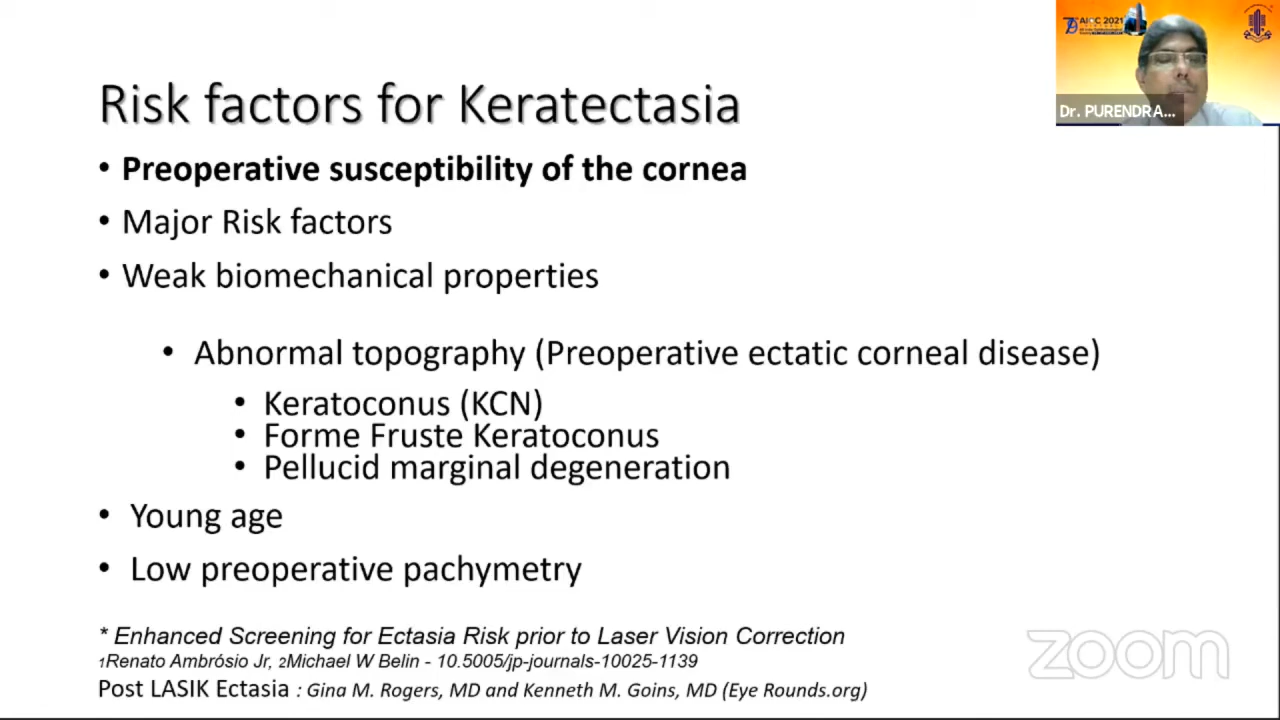 AIOC 2021
Dr. PURENDRA...
Risk factors for Keratectasia
• Preoperative susceptibility of the cornea
• Major Risk factors
• Weak biomechanical properties
• Abnormal topography (Preoperative ectatic corneal disease)
• Keratoconus (KCN)
• Forme Fruste Keratoconus
• Pellucid marginal degeneration
• Young age
• Low preoperative pachymetry
* Enhanced Screening for Ectasia Risk prior to Laser Vision Correction
1Renato Ambrósio Jr, 2Michael W Belin - 10.5005/jp-journals-10025-1139
Post LASIK Ectasia : Gina M. Rogers, MD and Kenneth M. Goins, MD (Eye Rounds.org)
zoom